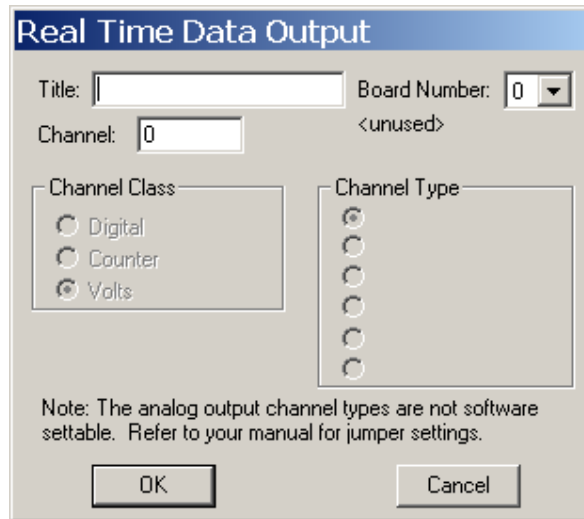 Real Time Data Output
Title:
Board Number: 0
Channel: 0
<unused>
Channel Class
Digital
Counter
Volts
Channel Type
Note: The analog output channel types are not software
settable. Refer to your manual for jumper settings.
OK
Cancel